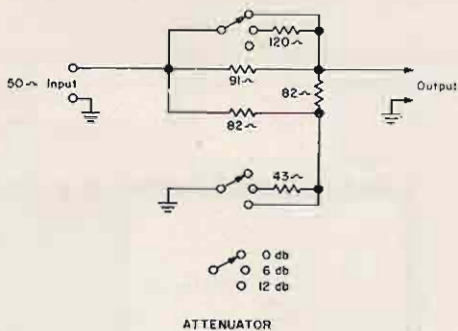 120~
50~ Input
91~
82~
Output
82~
43~
0 db
6 db
12 db
ATTENUATOR